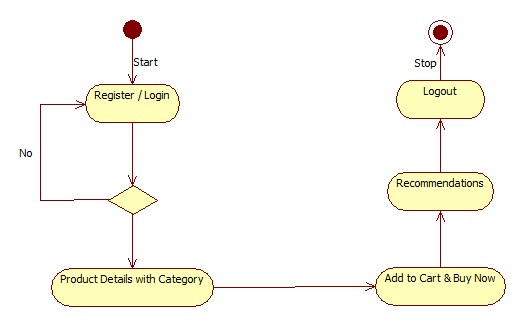 Start
Register / Login
No
Product Details with Category
Add to Cart & Buy Now
Recommendations
Logout
Stop